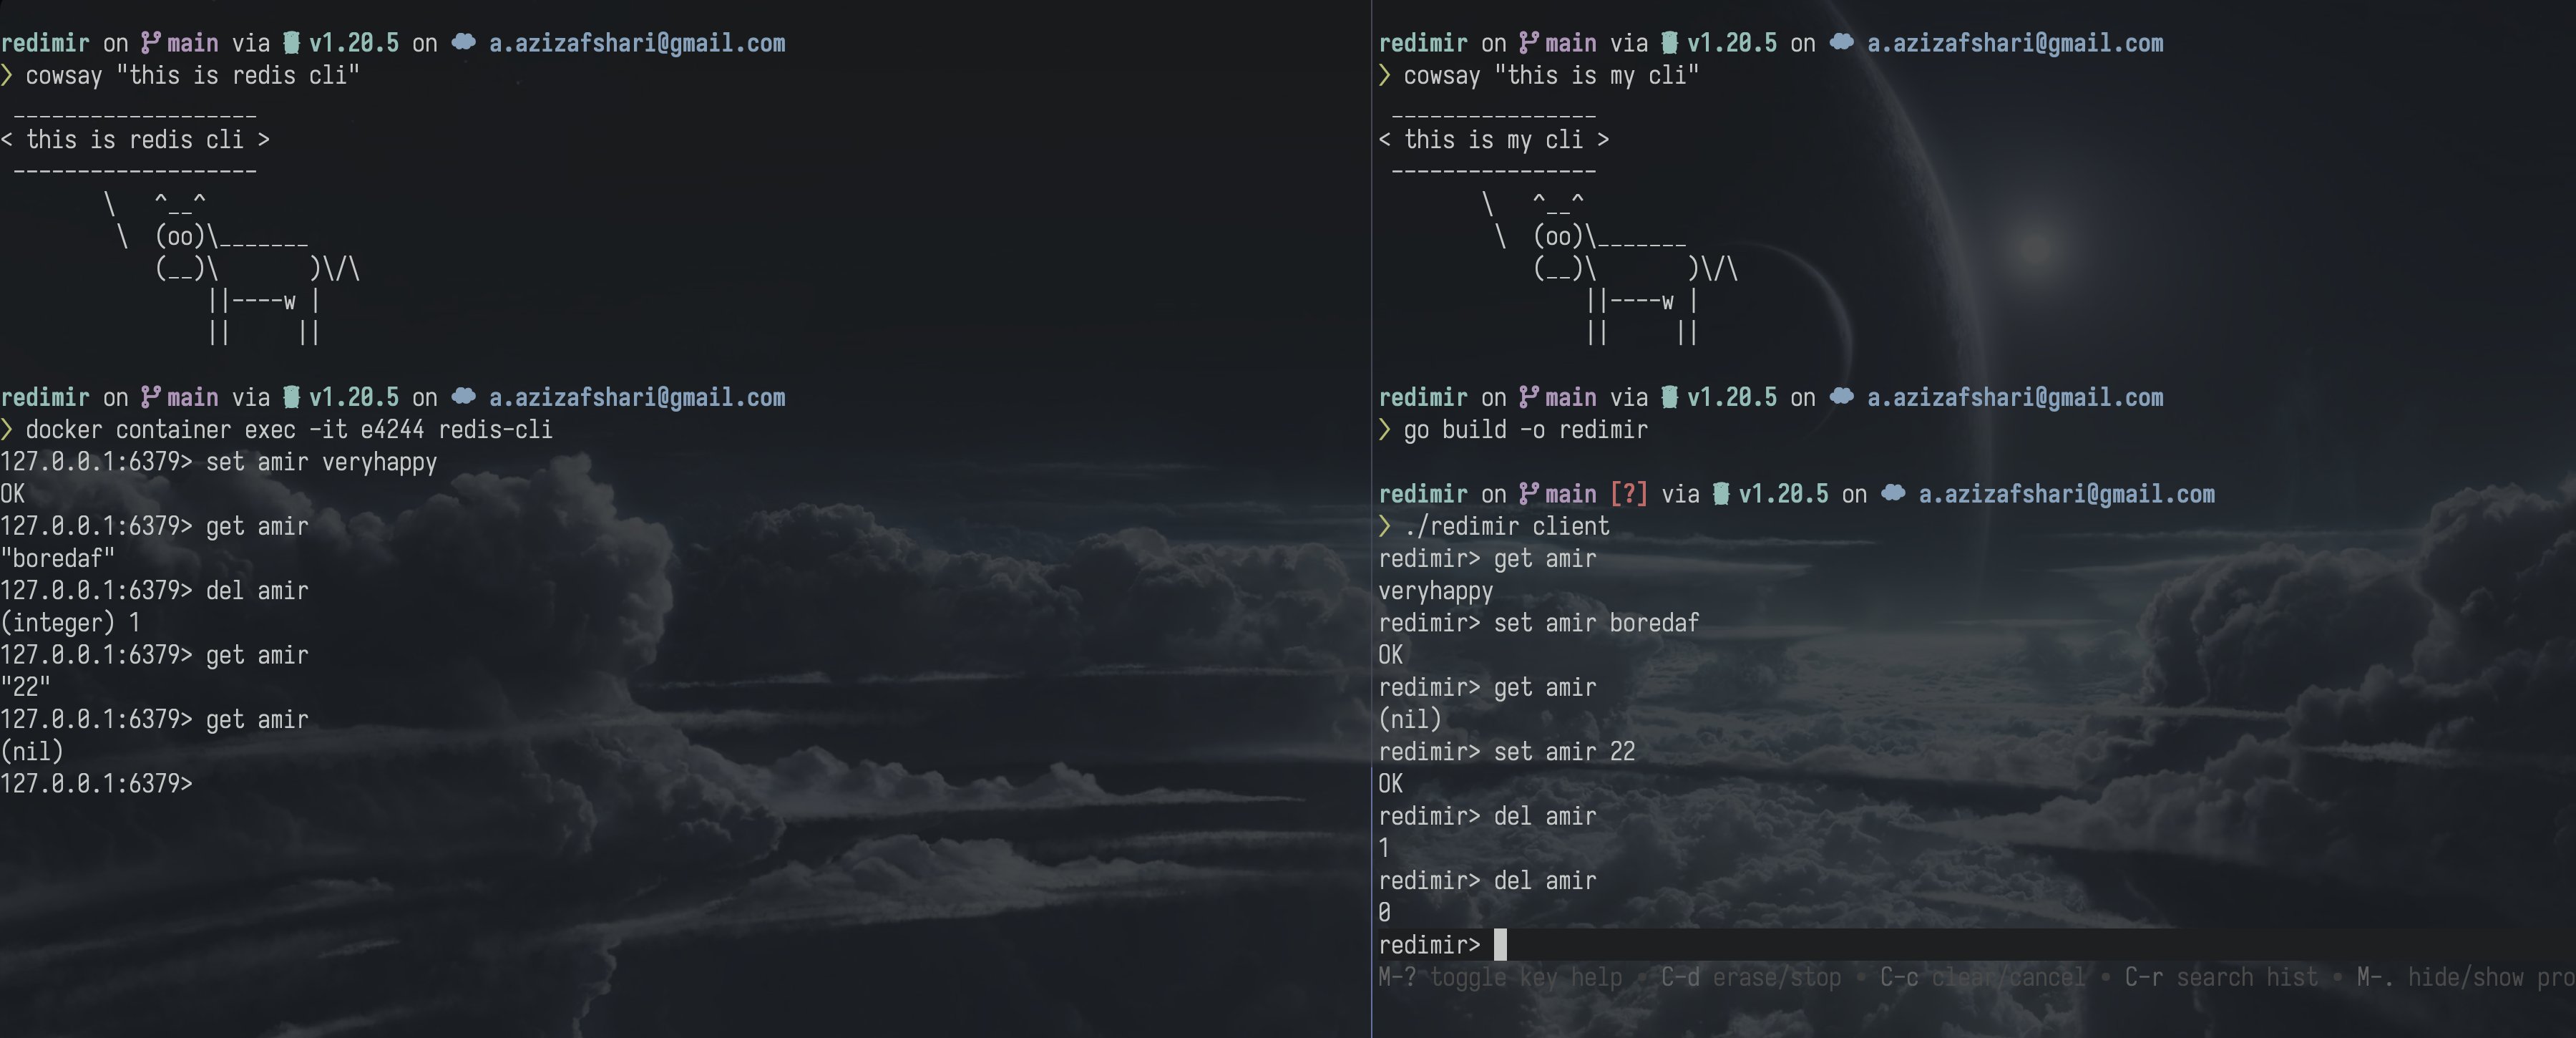 redimir on main via v1.20.5 on a.azizafshari@gmail.com
❯ cowsay "this is redis cli"
 ___________________
< this is redis cli >
 -------------------
        \   ^__^
         \  (oo)\_______
            (__)\       )\/\
                ||----w |
                ||     ||
redimir on main via v1.20.5 on a.azizafshari@gmail.com
❯ docker container exec -it e4244 redis-cli
127.0.0.1:6379> set amir veryhappy
OK
127.0.0.1:6379> get amir
"boredaf"
127.0.0.1:6379> del amir
(integer) 1
127.0.0.1:6379> get amir
"22"
127.0.0.1:6379> get amir
(nil)
127.0.0.1:6379>
redimir on main via v1.20.5 on a.azizafshari@gmail.com
❯ cowsay "this is my cli"
 ________________
< this is my cli >
 ----------------
        \   ^__^
         \  (oo)\_______
            (__)\       )\/\
                ||----w |
                ||     ||
redimir on main via v1.20.5 on a.azizafshari@gmail.com
❯ go build -o redimir
redimir on main [?] via v1.20.5 on a.azizafshari@gmail.com
❯ ./redimir client
redimir> get amir
veryhappy
redimir> set amir boredaf
OK
redimir> get amir
(nil)
redimir> set amir 22
OK
redimir> del amir
1
redimir> del amir
0
redimir>
M-? toggle key help • C-d erase/stop • C-c clear/cancel • C-r search hist • M-. hide/show pro